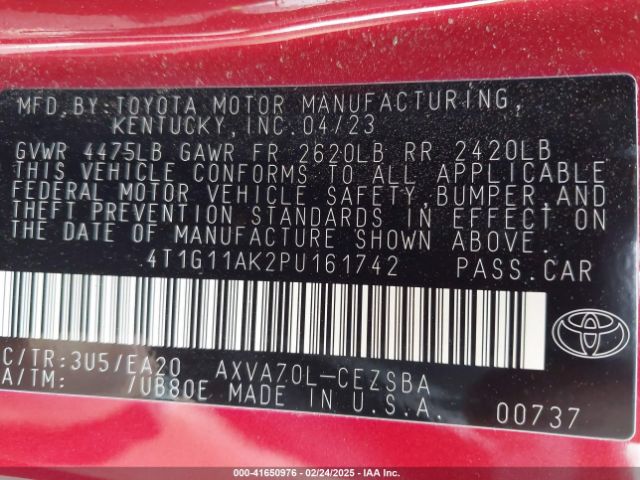 MFD. BY: TOYOTA MOTOR MANUFACTURING,
KENTUCKY, INC. 04/23
GVWR 4475LB GAWR FR 2620LB RR 2420LB
THIS VEHICLE CONFORMS TO ALL APPLICABLE
FEDERAL MOTOR VEHICLE SAFETY, BUMPER, AND
THEFT PREVENTION STANDARDS IN EFFECT ON
THE DATE OF MANUFACTURE SHOWN ABOVE.
4T1G11AK2PU161742 PASS. CAR
C/TR: 3U5/EA20 AXVA70L-CEZSBA
A/TM: /UB80E MADE IN U.S.A. 00737
000-41650976 - 02/24/2025 - IAA Inc.